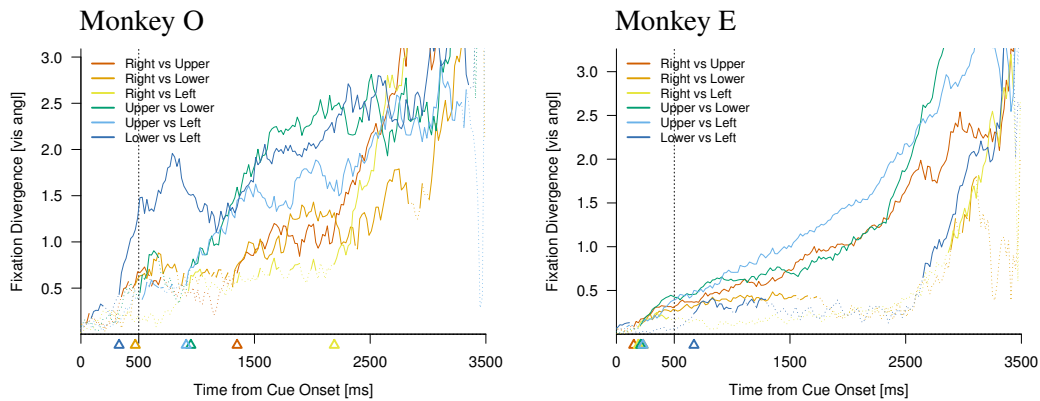 Monkey O
Fixation Divergence [vis angl]
3.0
2.5
2.0
1.5
1.0
0.5
Right vs Upper
Right vs Lower
Right vs Left
Upper vs Lower
Upper vs Left
Lower vs Left
0 500 1500 2500 3500
Time from Cue Onset [ms]
Monkey E
Fixation Divergence [vis angl]
3.0
2.0
1.5
1.0
0.5
Right vs Upper
Right vs Lower
Right vs Left
Upper vs Lower
Upper vs Left
Lower vs Left
0 500 1500 2500 3500
Time from Cue Onset [ms]